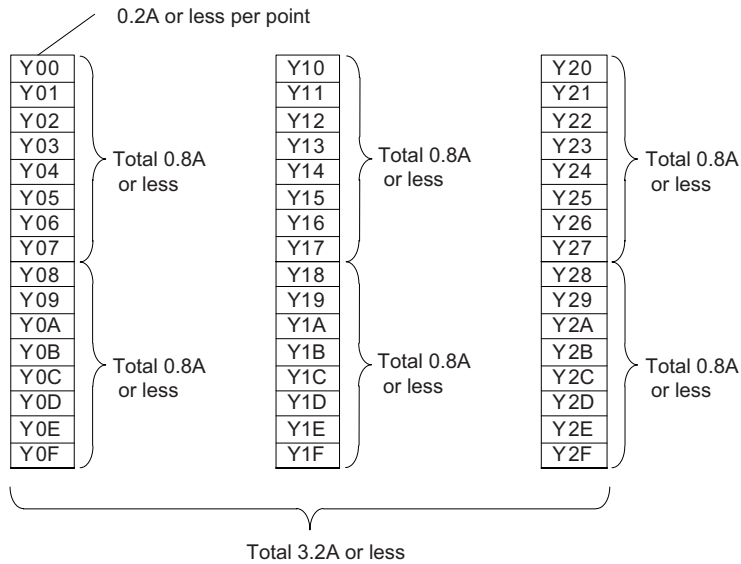 0.2A or less per point
Y00 Y10 Y20
Y01 Y11 Y21
Y02 Y12 Y22
Y03 Y13 Y23
Y04 Y14 Y24
Y05 Y15 Y25
Y06 Y16 Y26
Y07 Y17 Y27
Total 0.8A
or less
Total 0.8A
or less
Total 0.8A
or less
Y08 Y18 Y28
Y09 Y19 Y29
Y0A Y1A Y2A
Y0B Y1B Y2B
Y0C Y1C Y2C
Y0D Y1D Y2D
Y0E Y1E Y2E
Y0F Y1F Y2F
Total 0.8A
or less
Total 0.8A
or less
Total 0.8A
or less
Total 3.2A or less